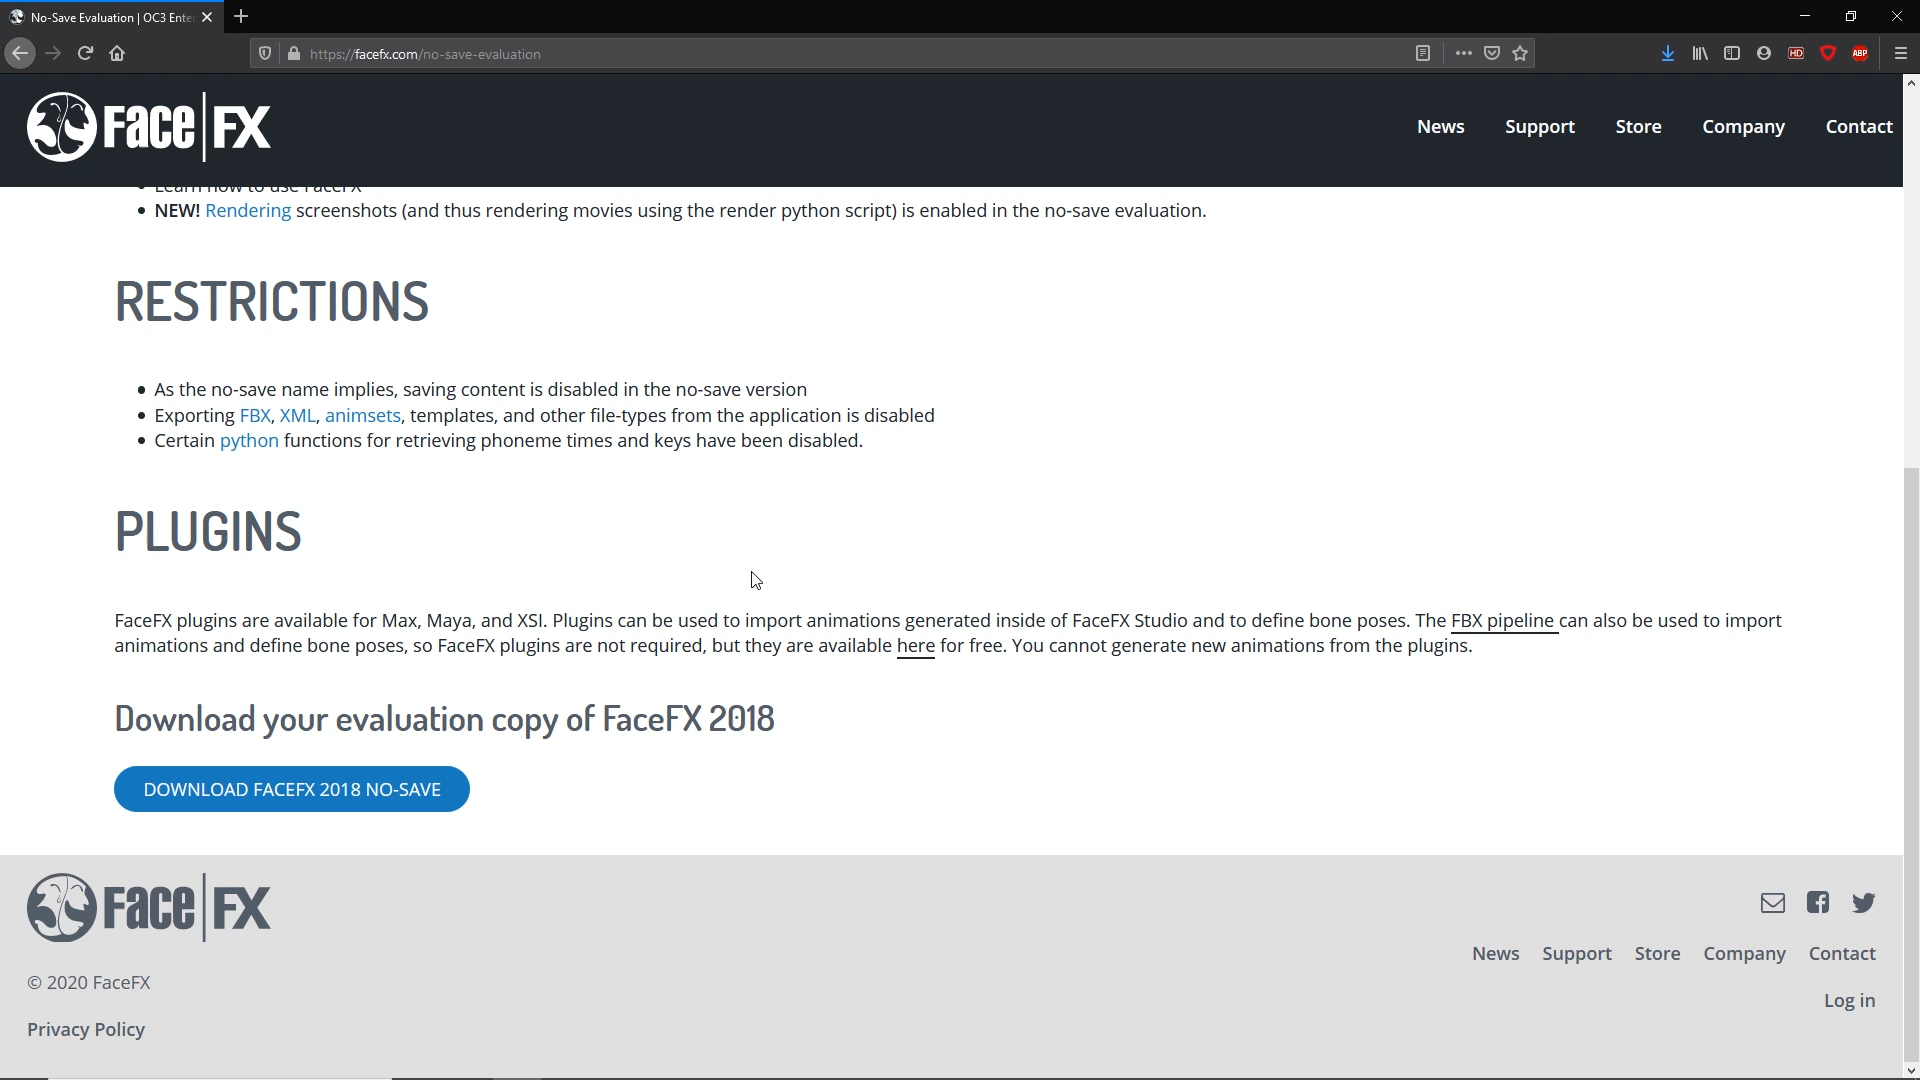 No-Save Evaluation | OC3 Ente
https://facefx.com/no-save-evaluation
HD
ABP
FACE|FX
News Support Store Company Contact
Learn how to use FaceFX
• NEW! Rendering screenshots (and thus rendering movies using the render python script) is enabled in the no-save evaluation.
RESTRICTIONS
• As the no-save name implies, saving content is disabled in the no-save version
• Exporting FBX, XML, animsets, templates, and other file-types from the application is disabled
• Certain python functions for retrieving phoneme times and keys have been disabled.
PLUGINS
FaceFX plugins are available for Max, Maya, and XSI. Plugins can be used to import animations generated inside of FaceFX Studio and to define bone poses. The FBX pipeline can also be used to import
animations and define bone poses, so FaceFX plugins are not required, but they are available here for free. You cannot generate new animations from the plugins.
Download your evaluation copy of FaceFX 2018
DOWNLOAD FACEFX 2018 NO-SAVE
FACE|FX
News Support Store Company Contact
© 2020 FaceFX
Log in
Privacy Policy